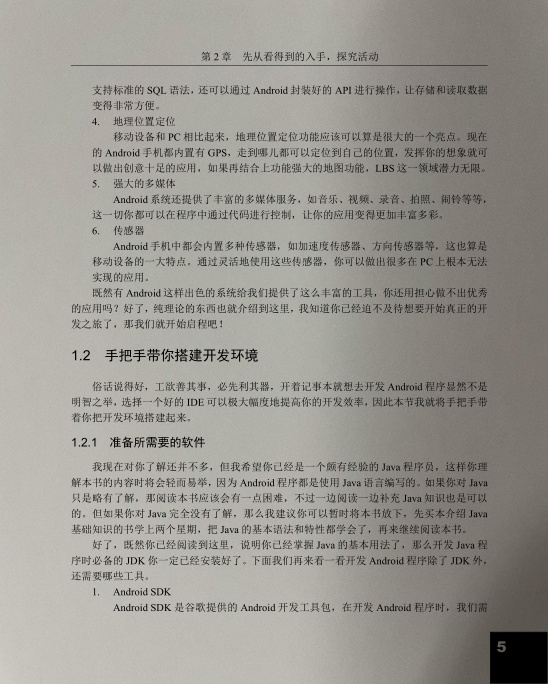 第 2 章 先从看得到的入手，探究活动
支持标准的 SQL 语法，还可以通过 Android 封装好的 API 进行操作，让存储和读取数据
变得非常方便。
4. 地理位置定位
移动设备和 PC 相比起来，地理位置定位功能应该可以算是很大的一个亮点。现在
的 Android 手机都内置有 GPS，走到哪儿都可以定位到自己的位置，发挥你的想象就可
以做出创意十足的应用，如果再结合上功能强大的地图功能，LBS 这一领域潜力无限。
5. 强大的多媒体
Android 系统还提供了丰富的多媒体服务，如音乐、视频、录音、拍照、闹铃等等，
这一切你都可以在程序中通过代码进行控制，让你的应用变得更加丰富多彩。
6. 传感器
Android 手机中都会内置多种传感器，如加速度传感器、方向传感器等，这也算是
移动设备的一大特点。通过灵活地使用这些传感器，你可以做出很多在 PC 上根本无法
实现的应用。
既然有 Android 这样出色的系统给我们提供了这么丰富的工具，你还用担心做不出优秀
的应用吗？好了，纯理论的东西也就介绍到这里，我知道你已经迫不及待想要开始真正的开
发之旅了，那我们就开始启程吧！
1.2 手把手带你搭建开发环境
俗话说得好，工欲善其事，必先利其器，开着记事本就想去开发 Android 程序显然不是
明智之举，选择一个好的 IDE 可以极大幅度地提高你的开发效率，因此本节我就将手把手带
着你把开发环境搭建起来。
1.2.1 准备所需要的软件
我现在对你了解还并不多，但我希望你已经是一个颇有经验的 Java 程序员，这样你理
解本书的内容时将会轻而易举，因为 Android 程序都是使用 Java 语言编写的。如果你对 Java
只是略有了解，那阅读本书应该会有一点困难，不过一边阅读一边补充 Java 知识也是可以
的。但如果你对 Java 完全没有了解，那么我建议你可以暂时将本书放下，先买本介绍 Java
基础知识的书学上两个星期，把 Java 的基本语法和特性都学会了，再来继续阅读本书。
好了，既然你已经阅读到这里，说明你已经掌握 Java 的基本用法了，那么开发 Java 程
序时必备的 JDK 你一定已经安装好了。下面我们再来看一看开发 Android 程序除了 JDK 外，
还需要哪些工具。
1. Android SDK
Android SDK 是谷歌提供的 Android 开发工具包，在开发 Android 程序时，我们需
5